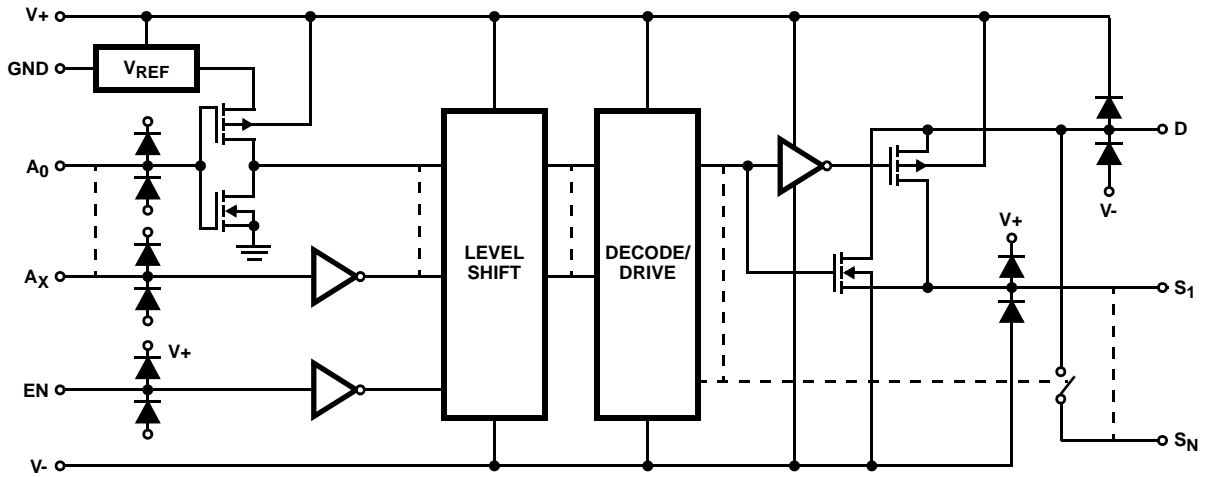 V+
GND
VREF
A0
D
V-
LEVEL
SHIFT
DECODE/
DRIVE
V+
AX
S1
V+
EN
SN
V-